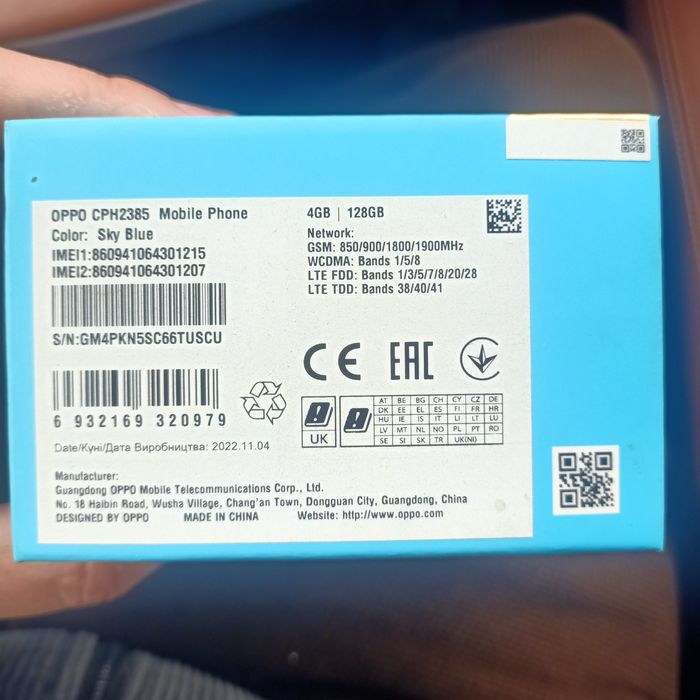 OPPO CPH2385 Mobile Phone
Color: Sky Blue
IMEI1:860941064301215
IMEI2:860941064301207
S/N:GM4PKN5SC66TUSCU
4GB | 128GB
Network:
GSM: 850/900/1800/1900MHz
WCDMA: Bands 1/5/8
LTE FDD: Bands 1/3/5/7/8/20/28
LTE TDD: Bands 38/40/41
CE EAC
6 932169 320979
UK
AT BE BG CH CY CZ DE
DK EE EL ES FI FR HR
HU IE IS IT LI LT LU
LV MT NL NO PL PT RO
SE SI SK TR UK(NI)
Date/Күні/Дата Виробництва: 2022.11.04
Manufacturer:
Guangdong OPPO Mobile Telecommunications Corp., Ltd.
No. 18 Haibin Road, Wusha Village, Chang'an Town, Dongguan City, Guangdong, China
DESIGNED BY OPPO MADE IN CHINA Website: http://www.oppo.com